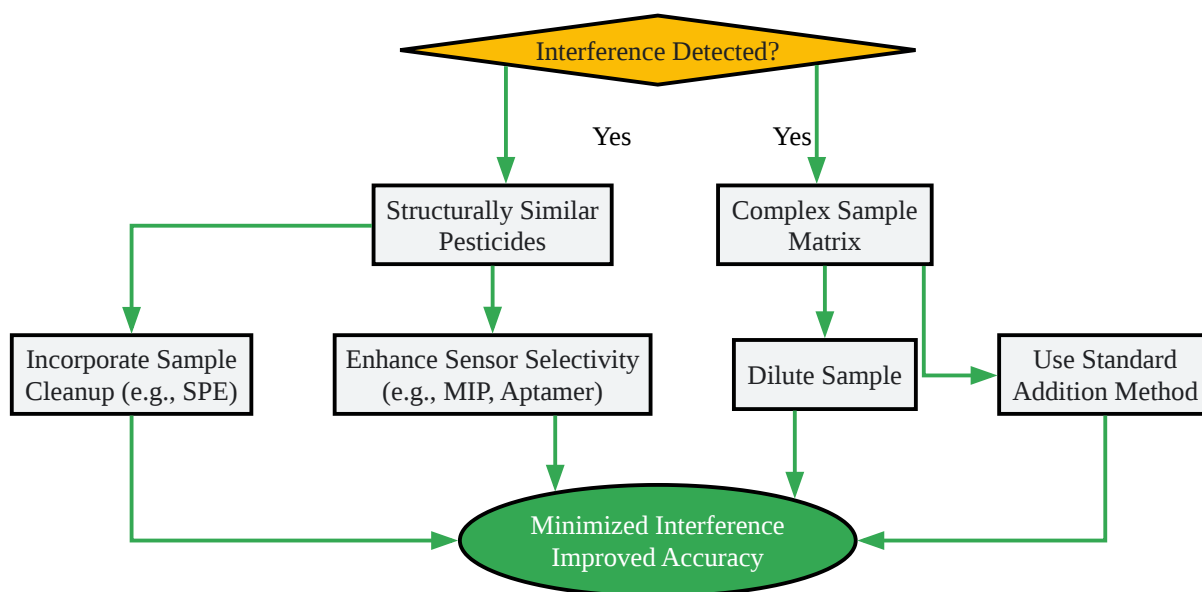 Interference Detected?
Yes
Yes
Structurally Similar
Pesticides
Complex Sample
Matrix
Incorporate Sample
Cleanup (e.g., SPE)
Enhance Sensor Selectivity
(e.g., MIP, Aptamer)
Dilute Sample
Use Standard
Addition Method
Minimized Interference
Improved Accuracy